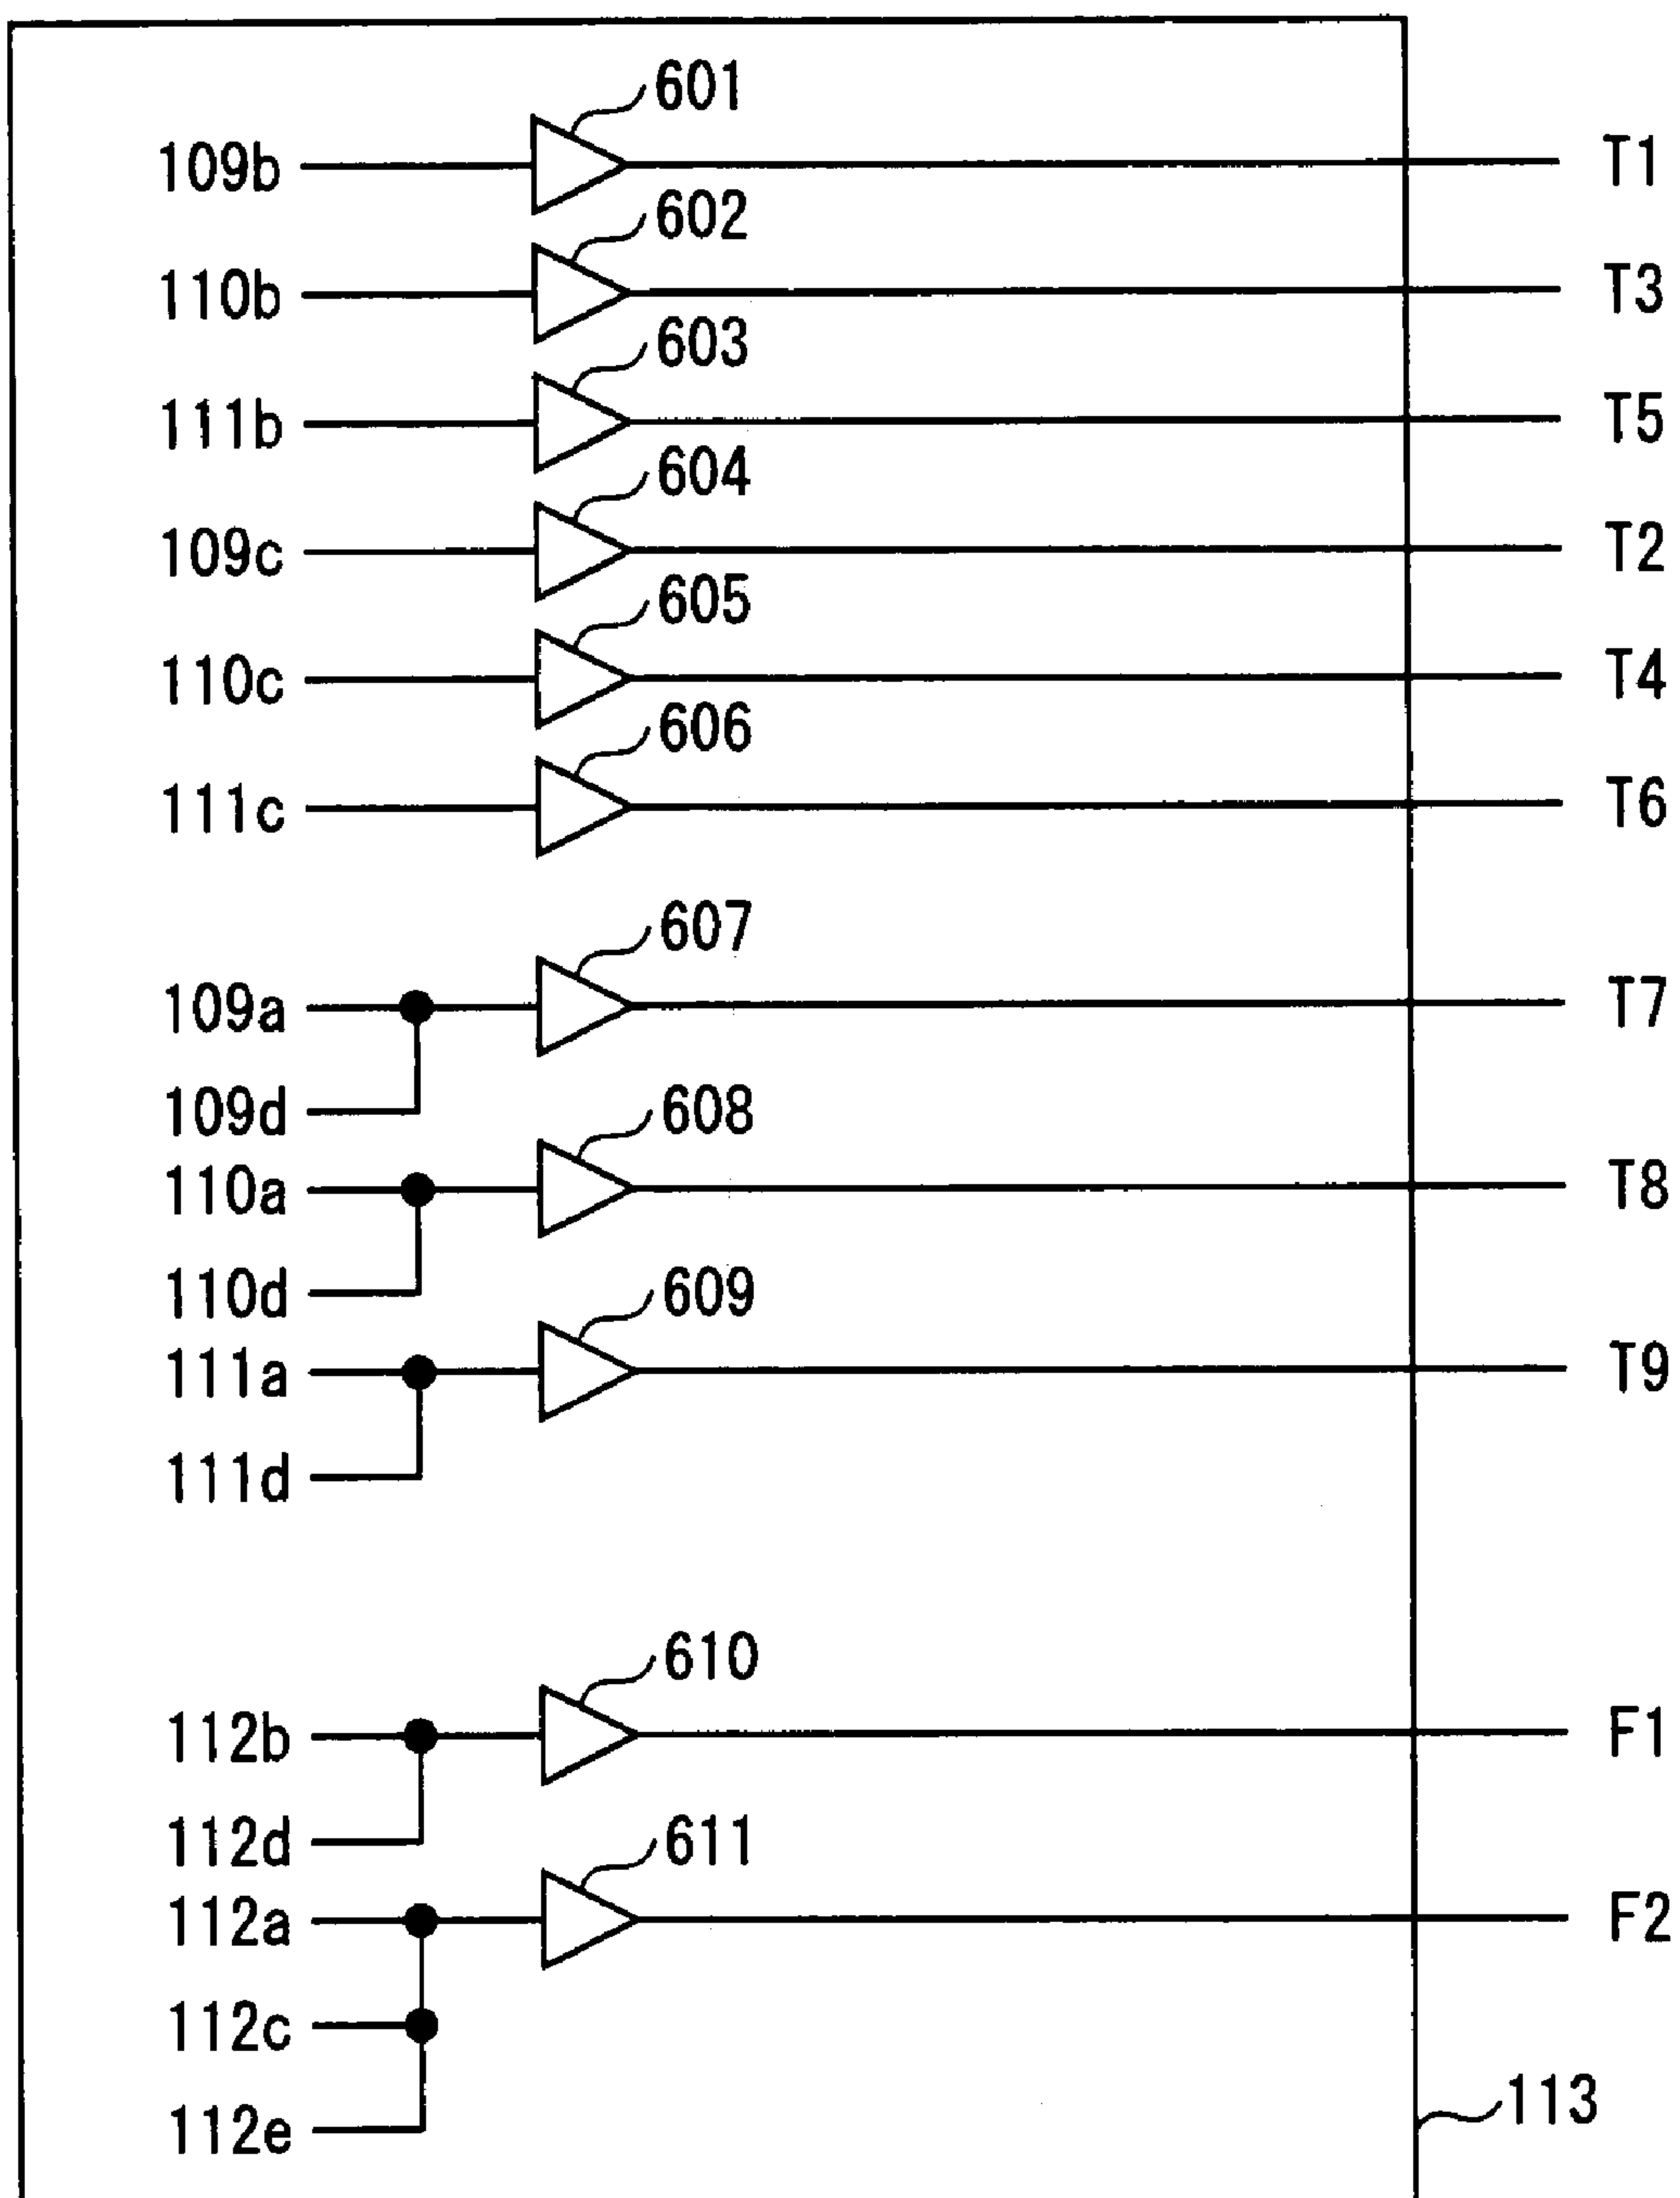 601
109b T1
602
110b T3
603
111b T5
604
109c T2
605
110c T4
606
111c T6
607
109a T7
109d
608
110a T8
110d
609
111a T9
111d
610
112b F1
112d
611
112a F2
112c
112e
113